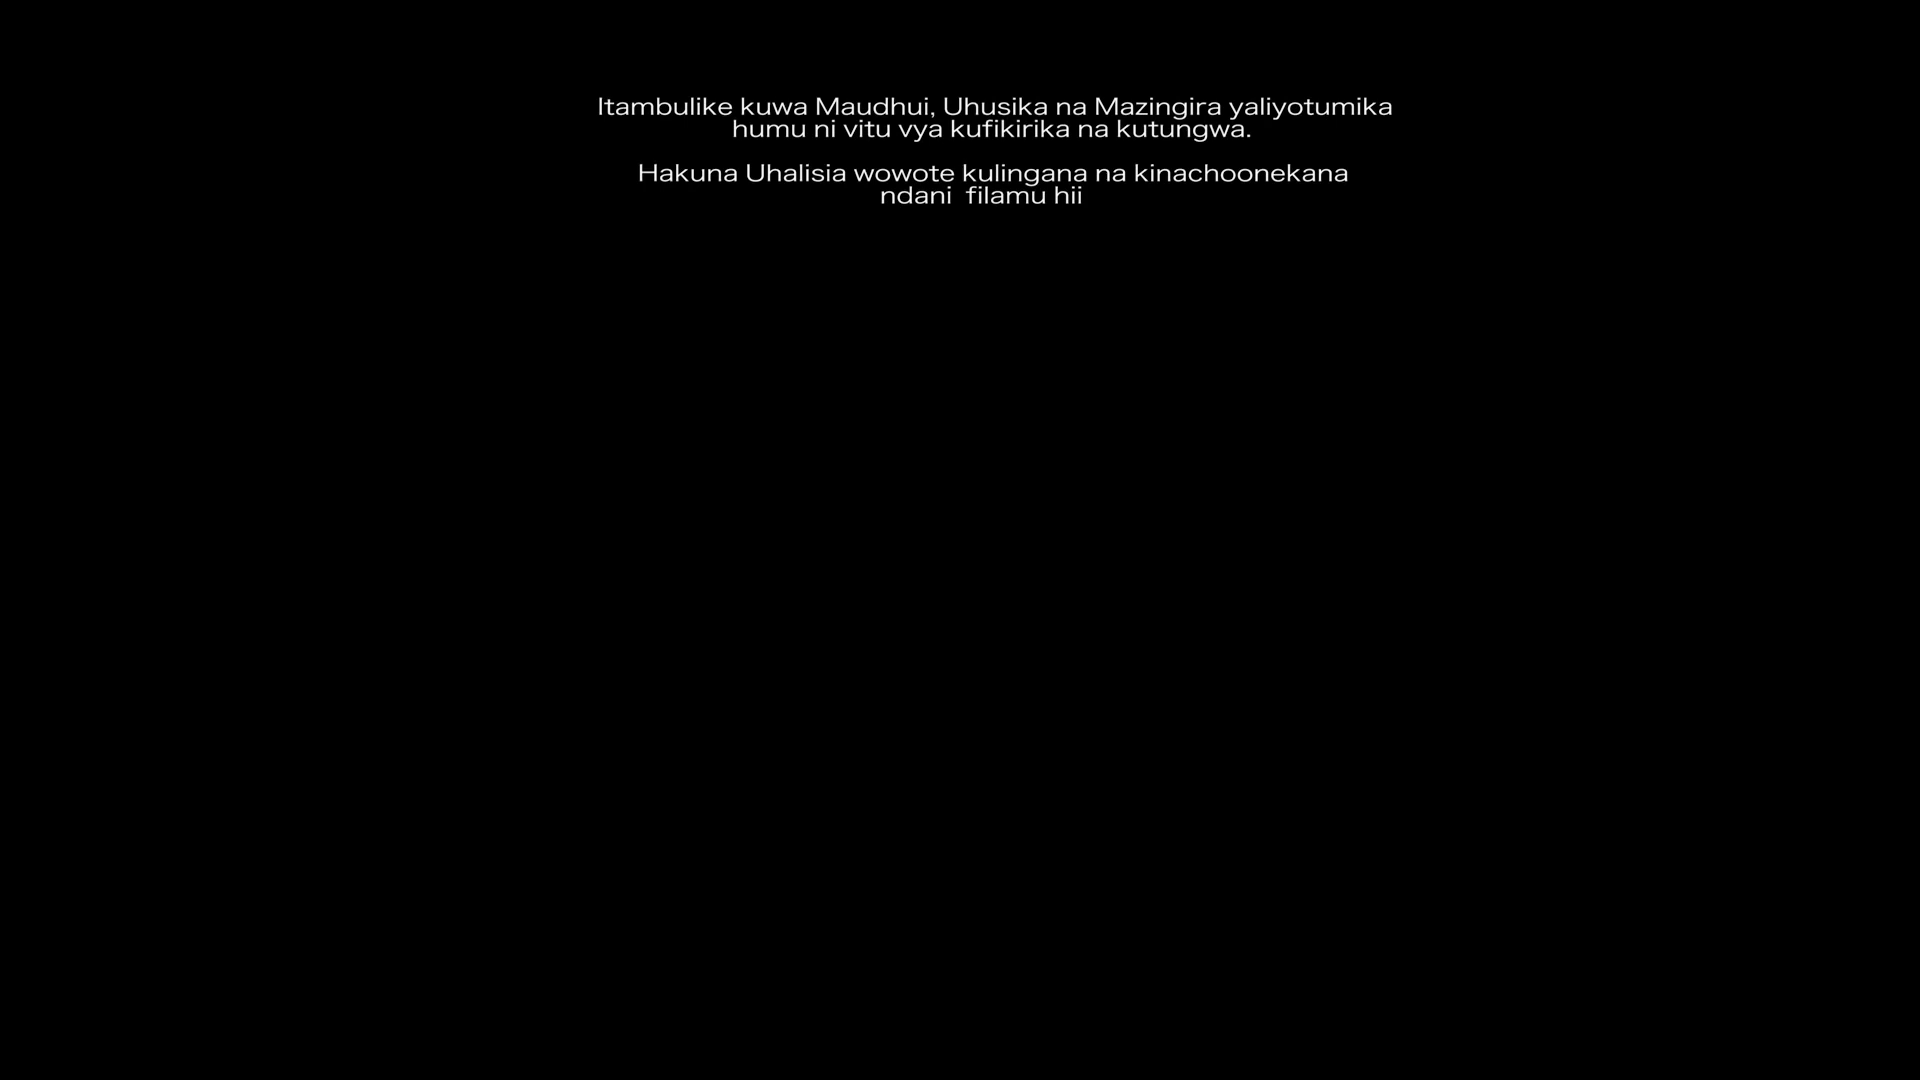 Itambulike kuwa Maudhui, Uhusika na Mazingira yaliyotumika
humu ni vitu vya kufikirika na kutungwa.
Hakuna Uhalisia wowote kulingana na kinachoonekana
ndani  filamu hii